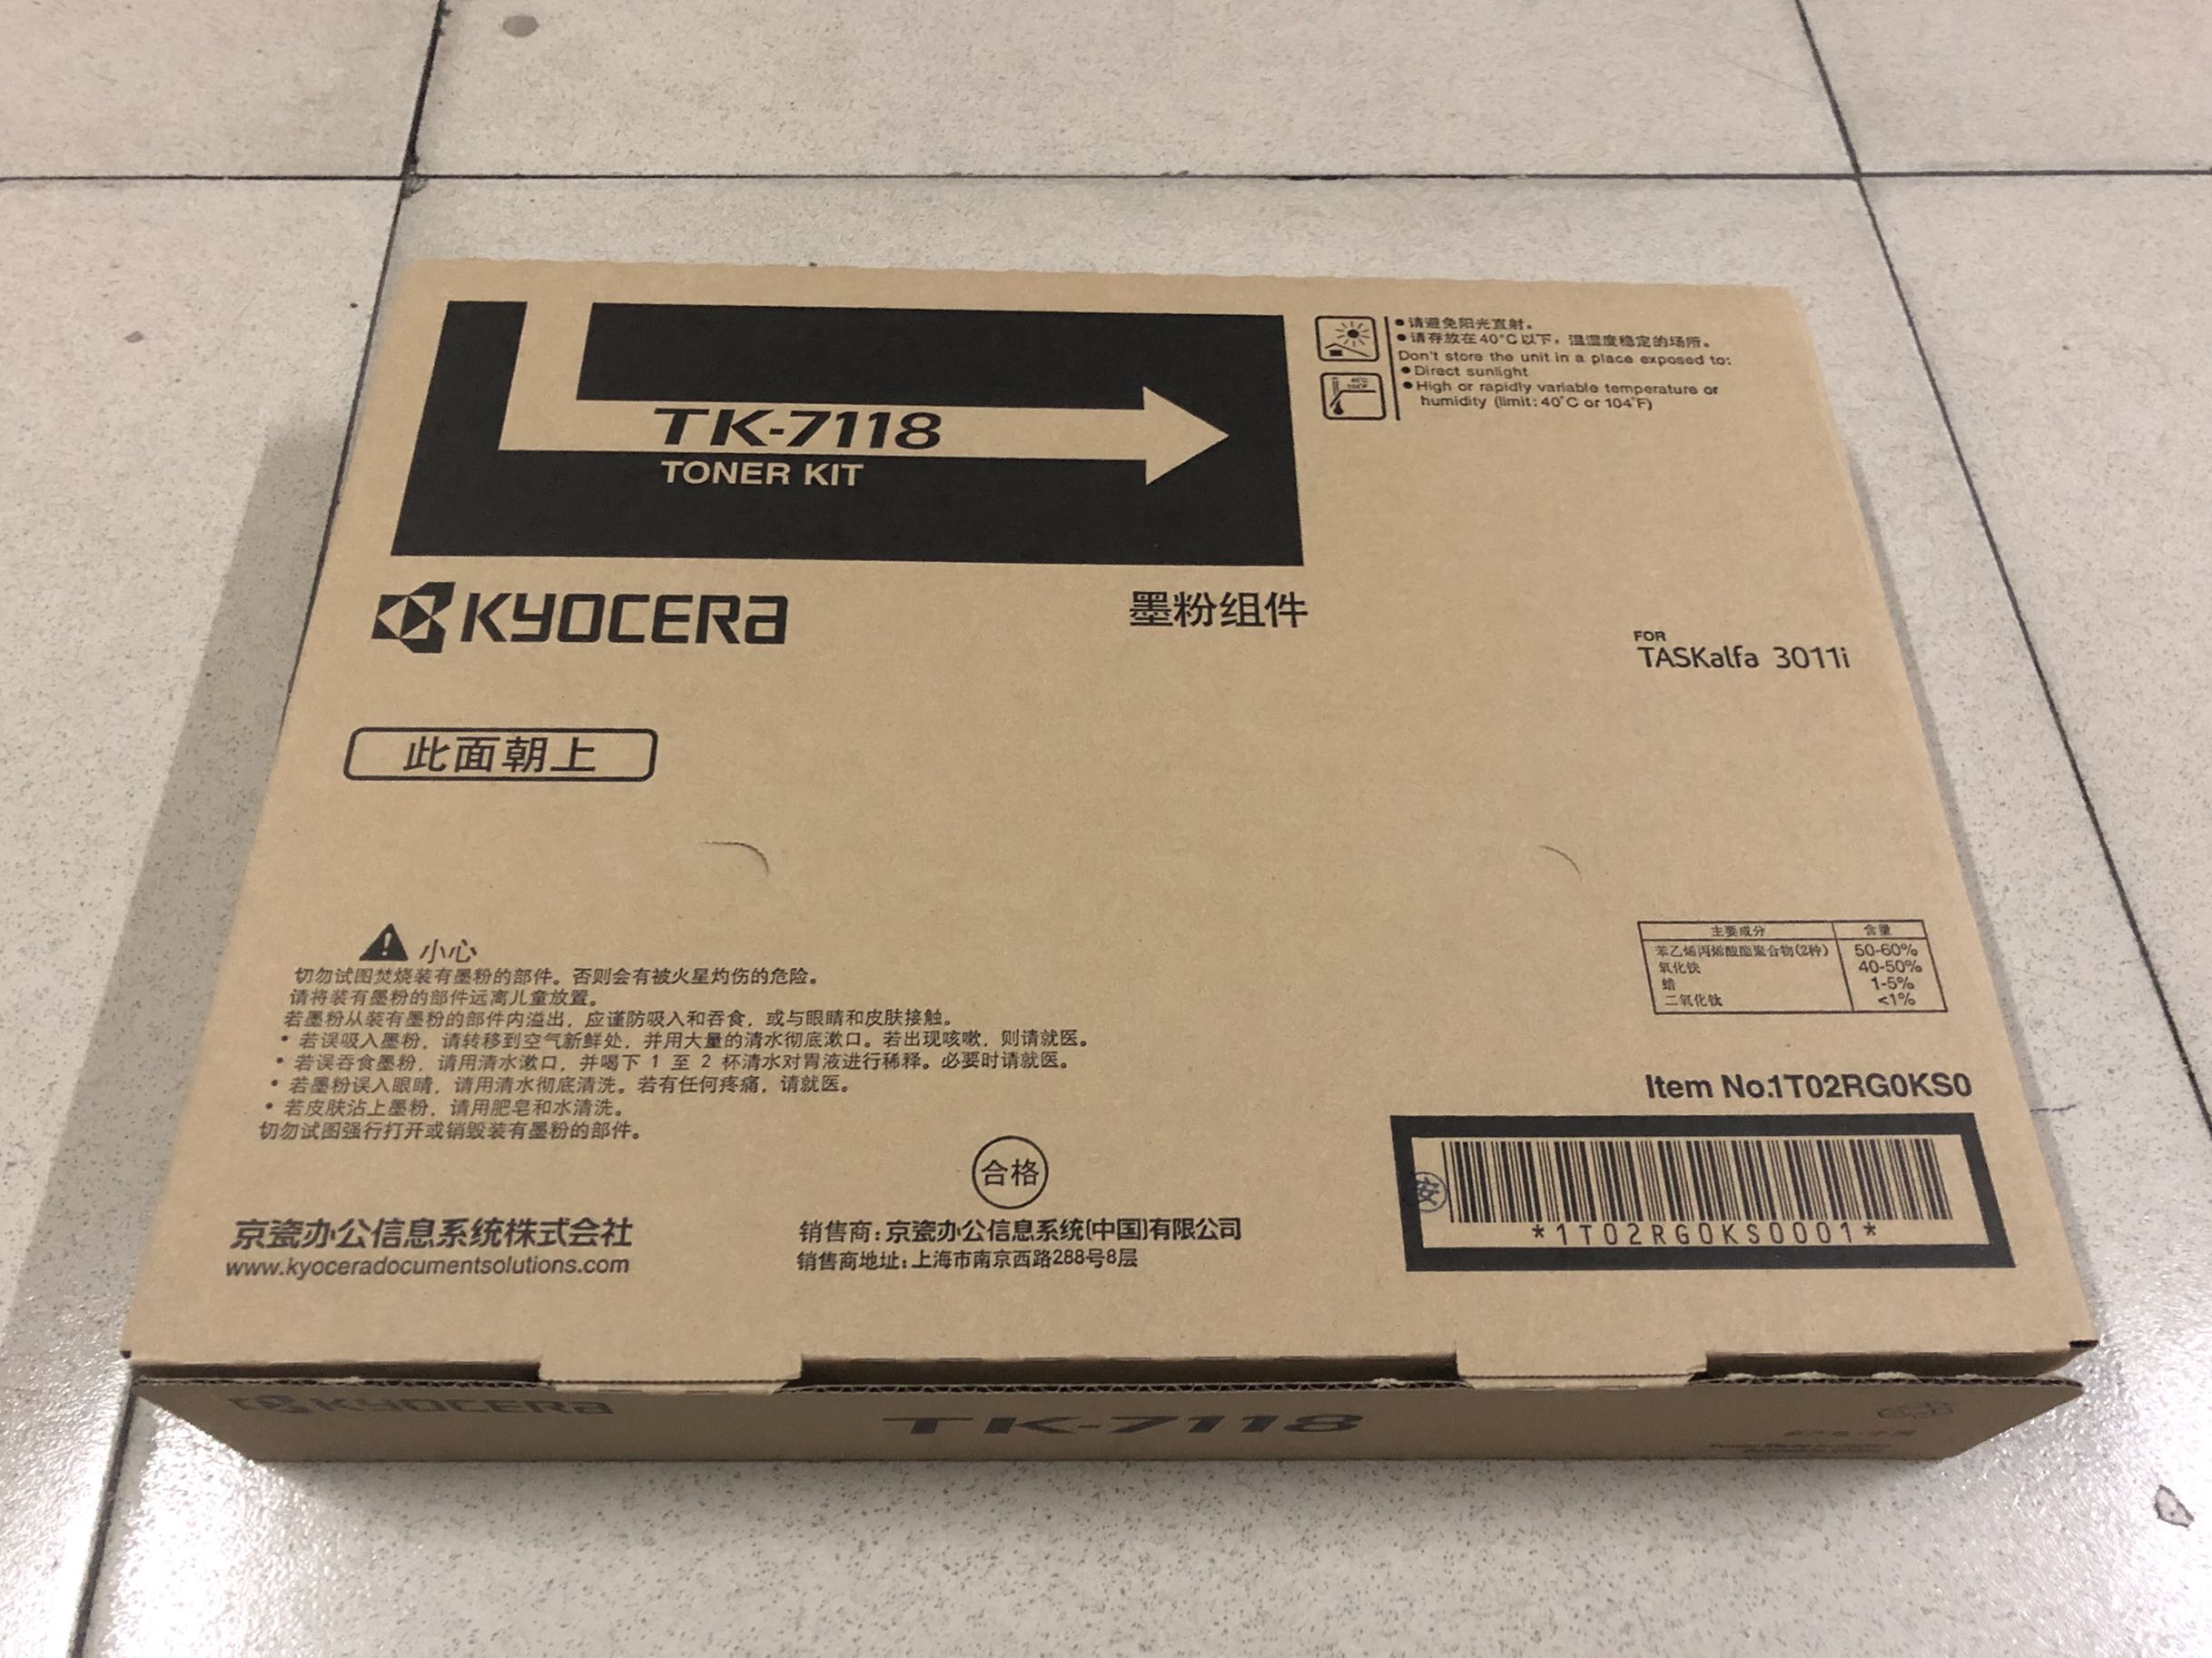 TK-7118
TONER KIT
KYOCERA
墨粉组件
● 请避免阳光直射。
● 请存放在40°C以下，温湿度稳定的场所。
Don't store the unit in a place exposed to:
● Direct sunlight
● High or rapidly variable temperature or
humidity (limit: 40°C or 104°F)
FOR
TASKalfa 3011i
此面朝上
小心
切勿试图焚烧装有墨粉的部件。否则会有被火星灼伤的危险。
请将装有墨粉的部件远离儿童放置。
若墨粉从装有墨粉的部件内溢出，应谨防吸入和吞食，或与眼睛和皮肤接触。
• 若误吸入墨粉，请转移到空气新鲜处，并用大量的清水彻底漱口。若出现咳嗽，则请就医。
• 若误吞食墨粉，请用清水漱口，并喝下 1 至 2 杯清水对胃液进行稀释。必要时请就医。
• 若墨粉误入眼睛，请用清水彻底清洗。若有任何疼痛，请就医。
• 若皮肤沾上墨粉，请用肥皂和水清洗。
切勿试图强行打开或销毁装有墨粉的部件。
主要成分 含量
苯乙烯丙烯酸酯聚合物(2种) 50-60%
氧化铁 40-50%
蜡 1-5%
二氧化钛 <1%
Item No.1T02RG0KS0
*1T02RG0KS0001*
合格
京瓷办公信息系统株式会社
www.kyoceradocumentsolutions.com
销售商：京瓷办公信息系统(中国)有限公司
销售商地址：上海市南京西路288号8层
KYOCERA
TK-7118